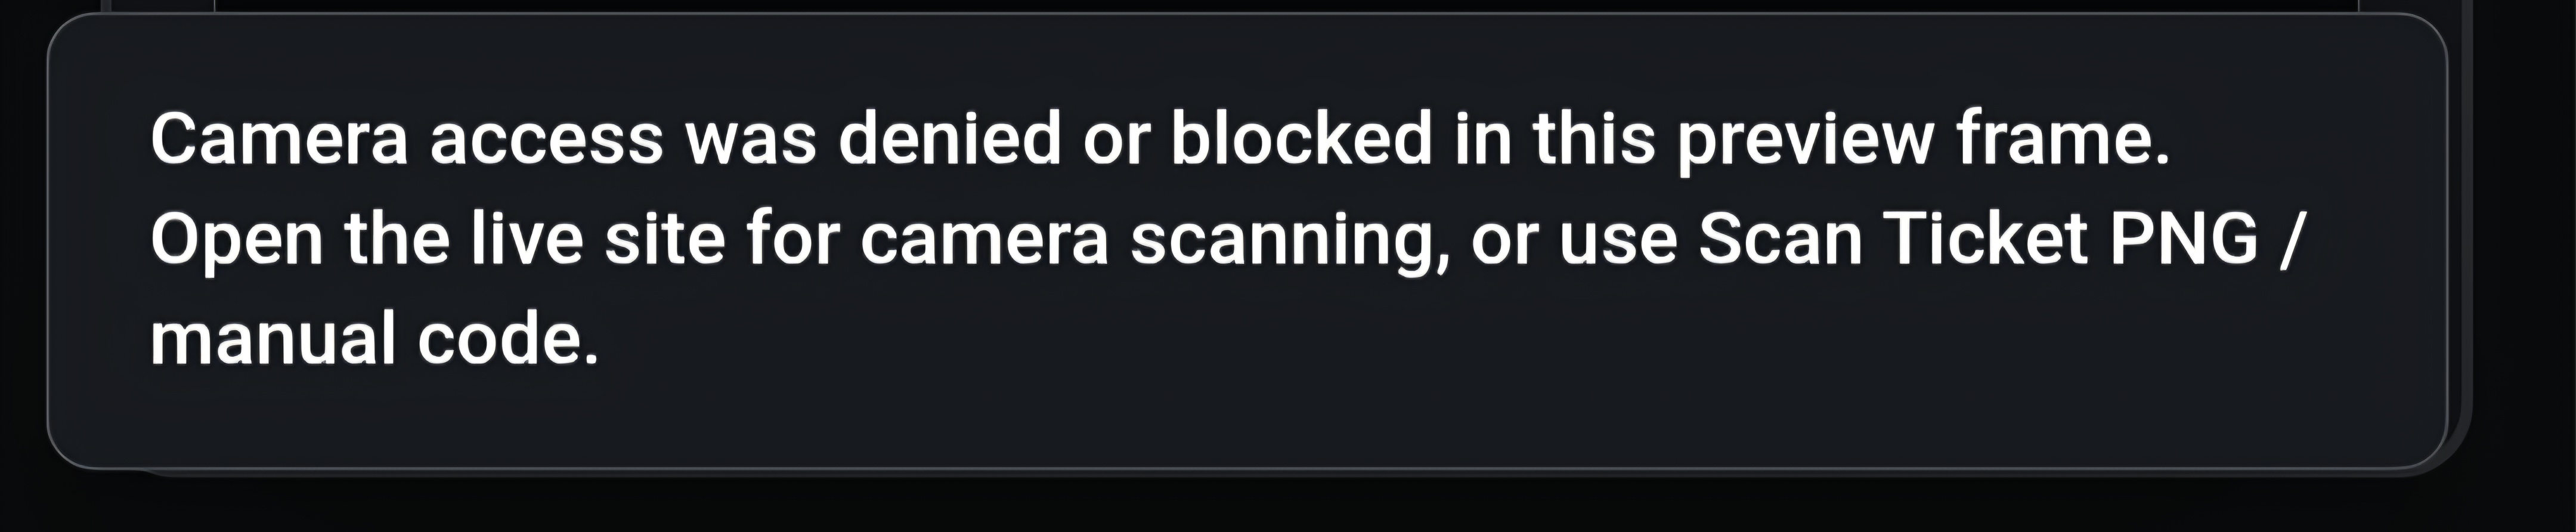 Camera access was denied or blocked in this preview frame.
Open the live site for camera scanning, or use Scan Ticket PNG /
manual code.